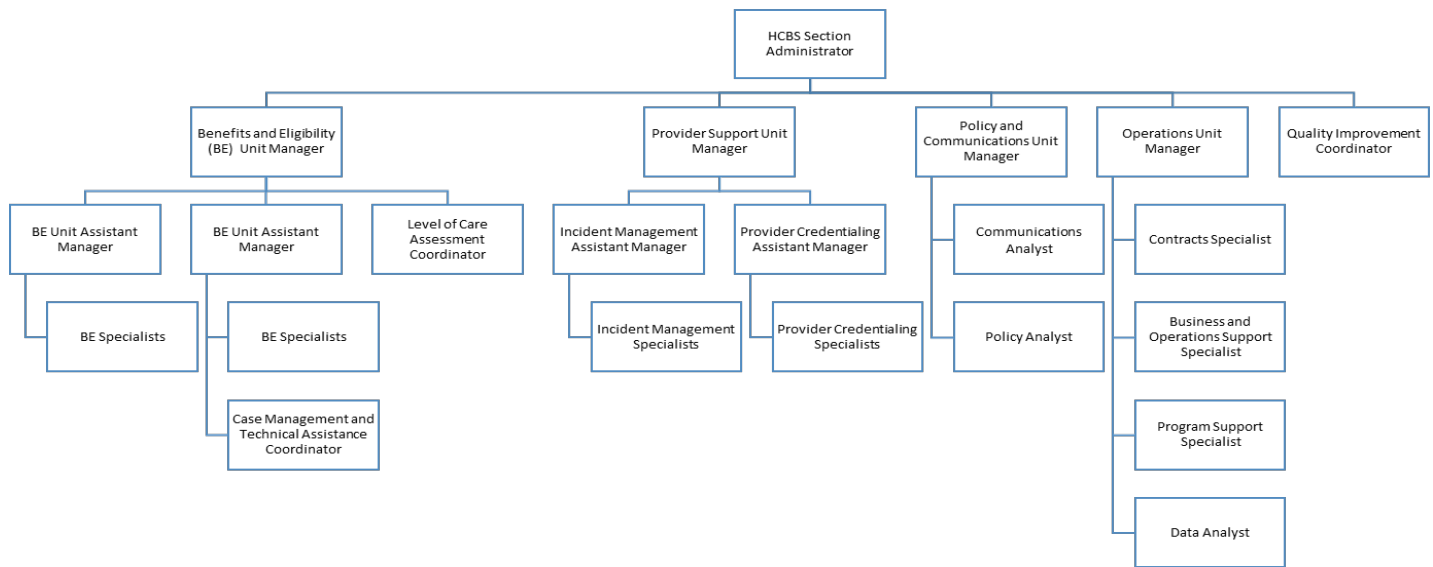 HCBS Section
Administrator
Benefits and Eligibility
(BE) Unit Manager
Provider Support Unit
Manager
Policy and
Communications Unit
Manager
Operations Unit
Manager
Quality Improvement
Coordinator
BE Unit Assistant
Manager
BE Unit Assistant
Manager
Level of Care
Assessment
Coordinator
Incident Management
Assistant Manager
Provider Credentialing
Assistant Manager
Communications
Analyst
Contracts Specialist
BE Specialists
BE Specialists
Incident Management
Specialists
Provider Credentialing
Specialists
Policy Analyst
Business and
Operations Support
Specialist
Case Management and
Technical Assistance
Coordinator
Program Support
Specialist
Data Analyst